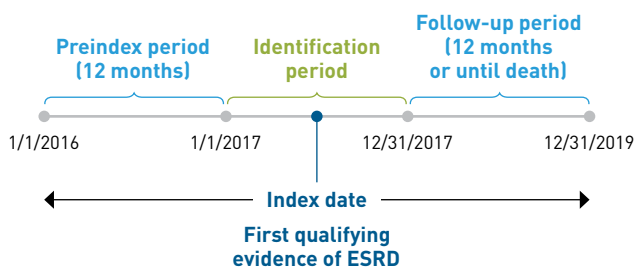 Preindex period
(12 months)
Identification
period
Follow-up period
(12 months
or until death)
1/1/2016
1/1/2017
12/31/2017
12/31/2019
Index date
First qualifying
evidence of ESRD